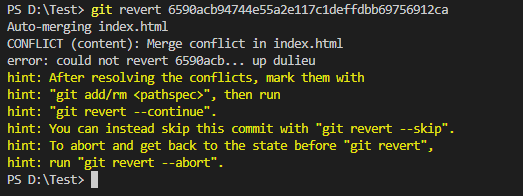 PS D:\Test> git revert 6590acb94744e55a2e117c1deffdbb69756912ca
Auto-merging index.html
CONFLICT (content): Merge conflict in index.html
error: could not revert 6590acb... up dulieu
hint: After resolving the conflicts, mark them with
hint: "git add/rm <pathspec>", then run
hint: "git revert --continue".
hint: You can instead skip this commit with "git revert --skip".
hint: To abort and get back to the state before "git revert",
hint: run "git revert --abort".
PS D:\Test>